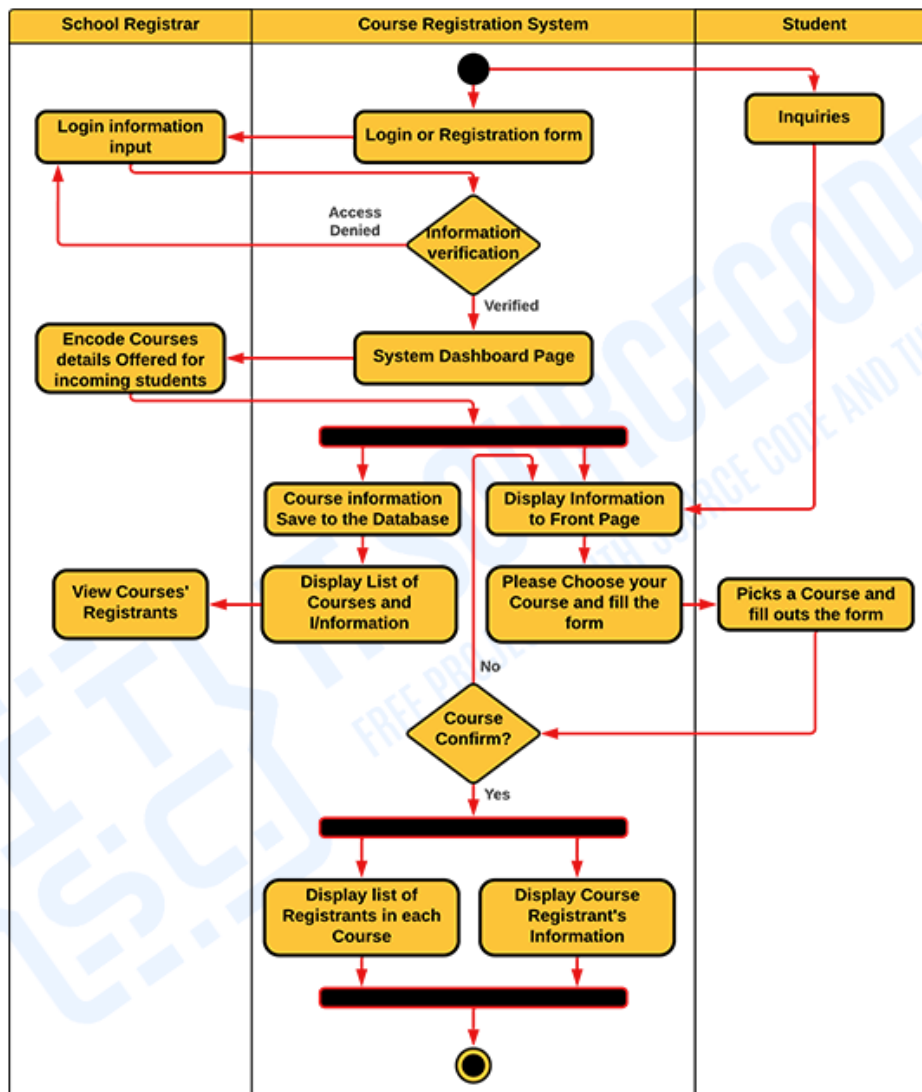 School Registrar
Course Registration System
Student
Login information
input
Login or Registration form
Inquiries
Access
Denied
Information
verification
Verified
Encode Courses
details Offered for
incoming students
System Dashboard Page
Course information
Save to the Database
Display Information
to Front Page
View Courses'
Registrants
Display List of
Courses and
I/nformation
Please Choose your
Course and fill the
form
Picks a Course and
fill outs the form
No
Course
Confirm?
Yes
Display list of
Registrants in each
Course
Display Course
Registrant's
Information